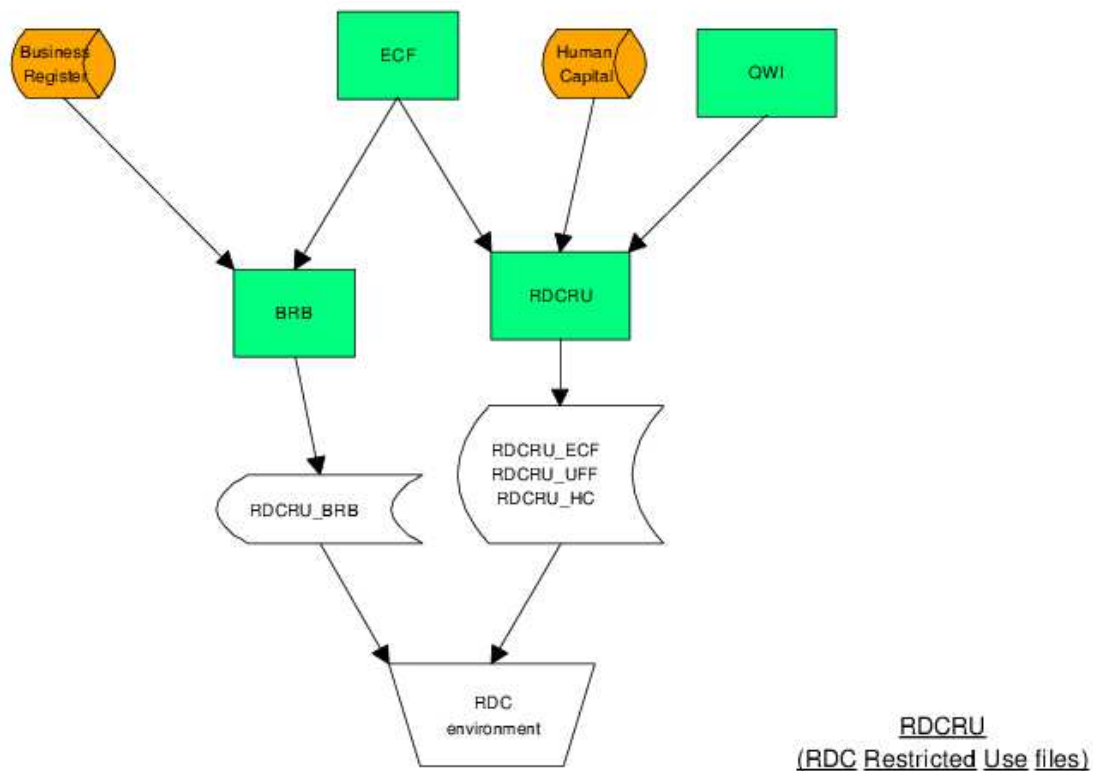 Business
Register
ECF
Human
Capital
QWI
BRB
RDCRU
RDCRU_BRB
RDCRU_ECF
RDCRU_UFF
RDCRU_HC
RDC
environment
RDCRU
(RDC Restricted Use files)